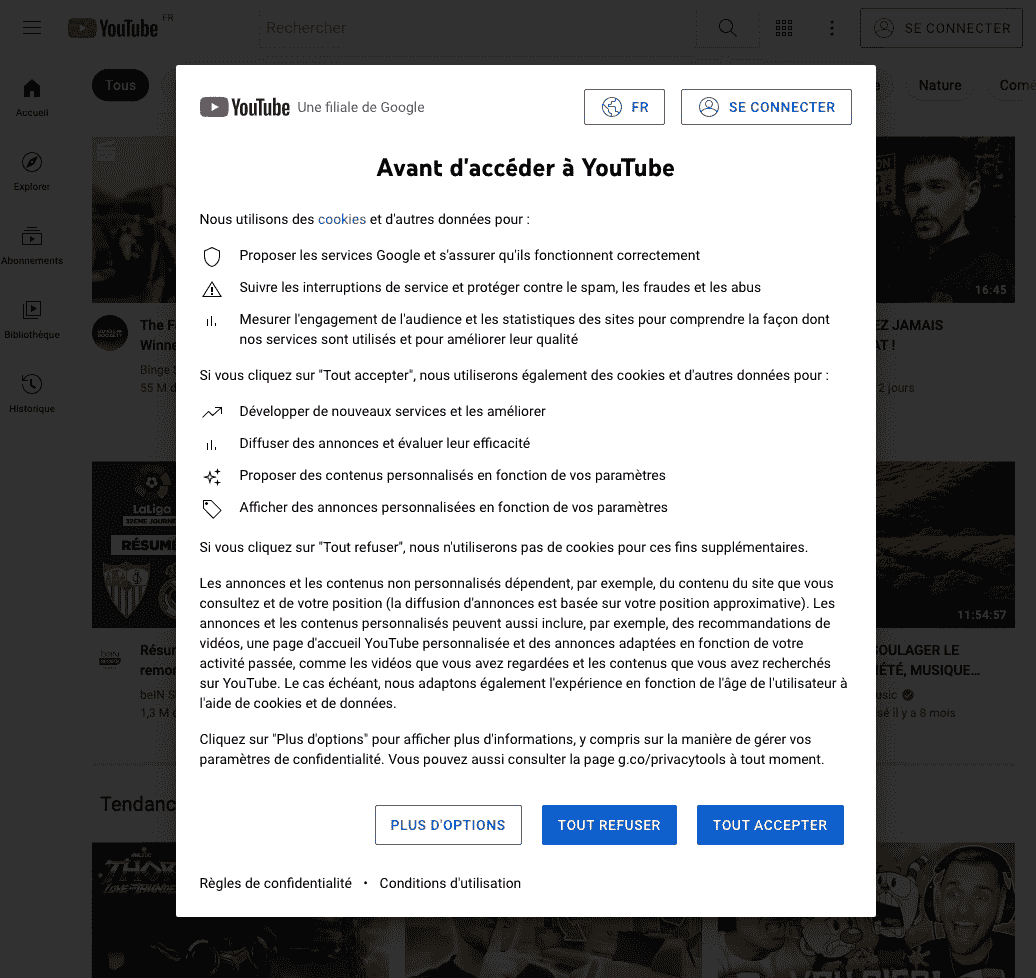 YouTube FR
Rechercher
SE CONNECTER
Tous
Nature
Accueil
Explorer
Abonnements
Bibliothèque
Historique
YouTube Une filiale de Google
FR
SE CONNECTER
Avant d'accéder à YouTube
Nous utilisons des cookies et d'autres données pour :
Proposer les services Google et s'assurer qu'ils fonctionnent correctement
Suivre les interruptions de service et protéger contre le spam, les fraudes et les abus
Mesurer l'engagement de l'audience et les statistiques des sites pour comprendre la façon dont
nos services sont utilisés et pour améliorer leur qualité
Si vous cliquez sur "Tout accepter", nous utiliserons également des cookies et d'autres données pour :
Développer de nouveaux services et les améliorer
Diffuser des annonces et évaluer leur efficacité
Proposer des contenus personnalisés en fonction de vos paramètres
Afficher des annonces personnalisées en fonction de vos paramètres
Si vous cliquez sur "Tout refuser", nous n'utiliserons pas de cookies pour ces fins supplémentaires.
Les annonces et les contenus non personnalisés dépendent, par exemple, du contenu du site que vous
consultez et de votre position (la diffusion d'annonces est basée sur votre position approximative). Les
annonces et les contenus personnalisés peuvent aussi inclure, par exemple, des recommandations de
vidéos, une page d'accueil YouTube personnalisée et des annonces adaptées en fonction de votre
activité passée, comme les vidéos que vous avez regardées et les contenus que vous avez recherchés
sur YouTube. Le cas échéant, nous adaptons également l'expérience en fonction de l'âge de l'utilisateur à
l'aide de cookies et de données.
Cliquez sur "Plus d'options" pour afficher plus d'informations, y compris sur la manière de gérer vos
paramètres de confidentialité. Vous pouvez aussi consulter la page g.co/privacytools à tout moment.
PLUS D'OPTIONS
TOUT REFUSER
TOUT ACCEPTER
Règles de confidentialité • Conditions d'utilisation
16:45
The
Binge
55 M
EZ JAMAIS
AT !
2 jours
LaLiga
RÉSUMÉ
11:54:57
beIN
1,3 M
COULAGER LE
IÉTÉ, MUSIQUE...
il y a 8 mois
Tendanc